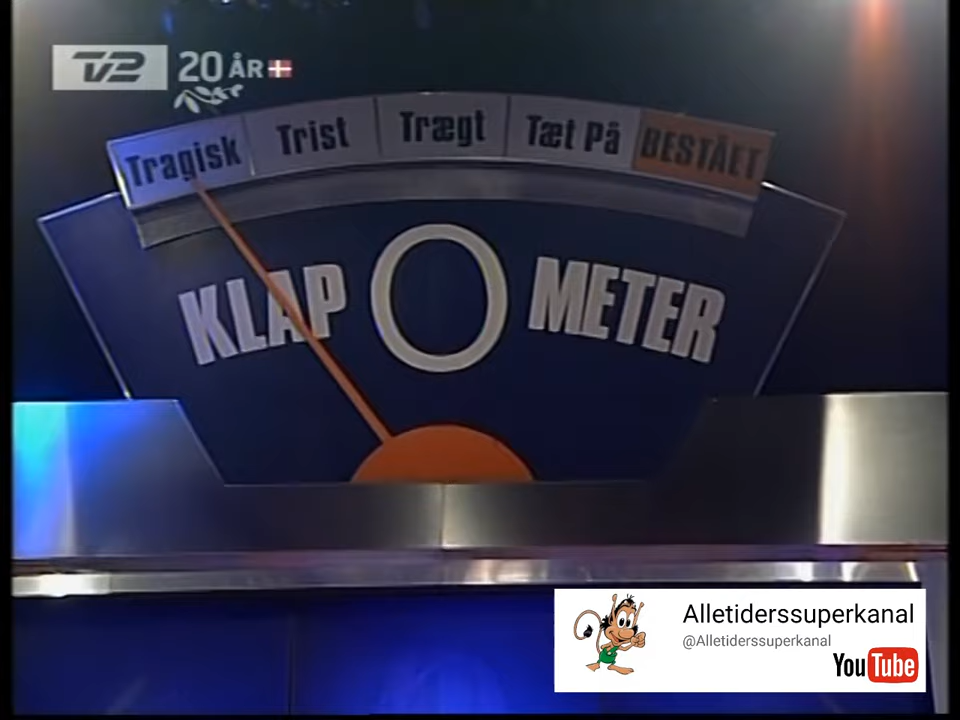 TV2 20 ÅR
Tragisk Trist Trægt Tæt På BESTÅET
KLAP O METER
Alletiderssuperkanal
@Alletiderssuperkanal
YouTube